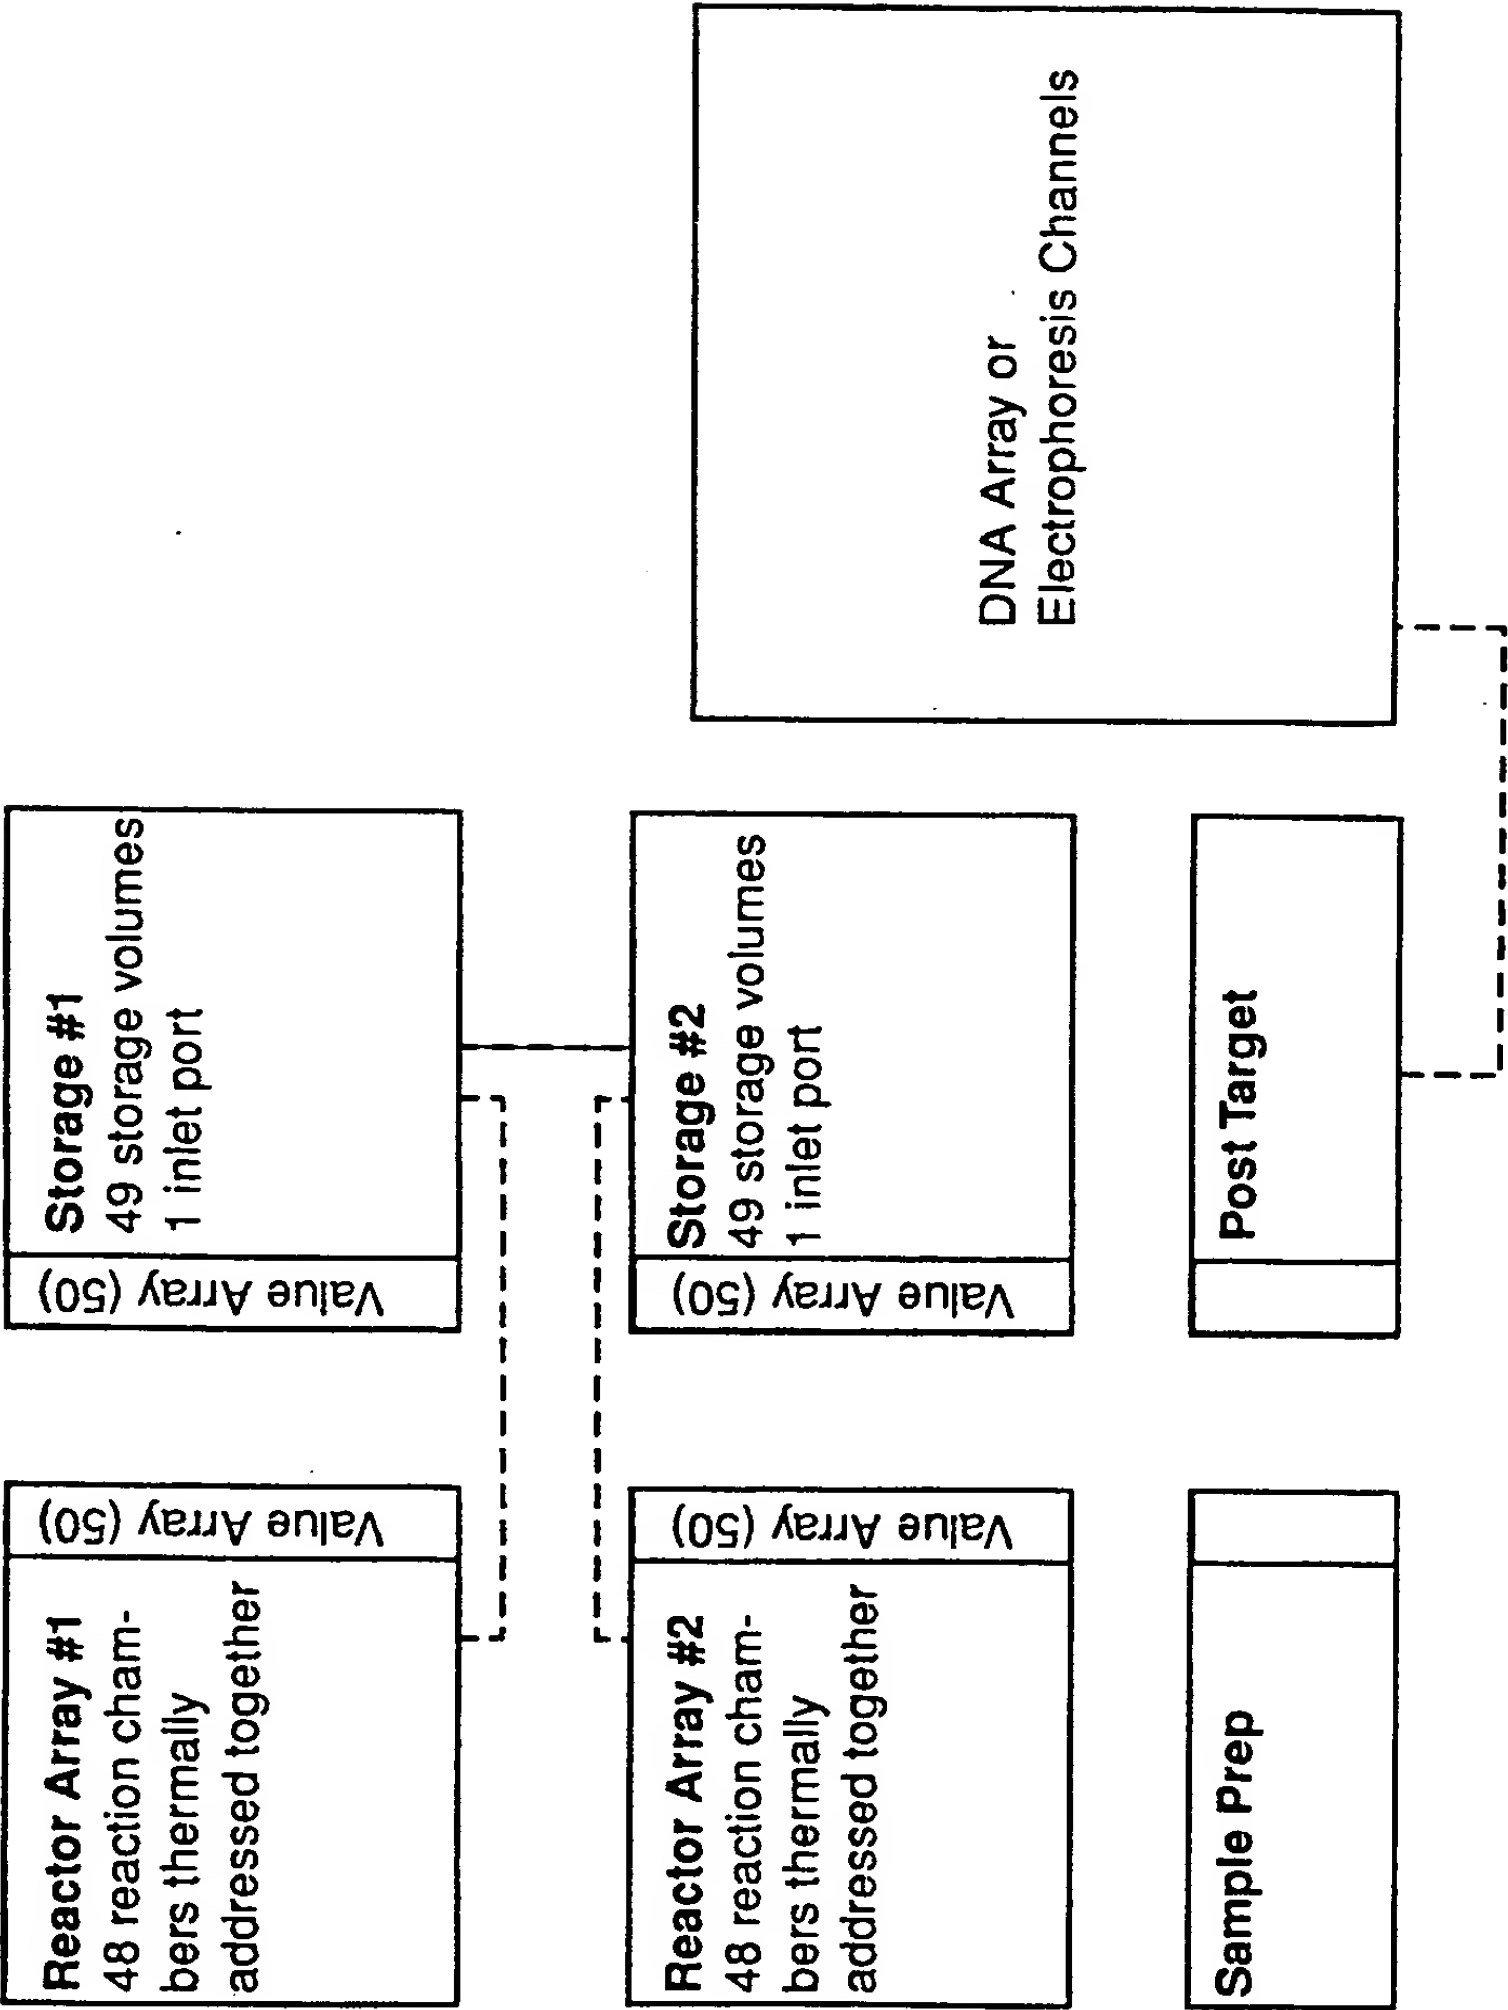 Reactor Array #1
48 reaction cham-
bers thermally
addressed together
Value Array (50)
Value Array (50)
Storage #1
49 storage volumes
1 inlet port
Reactor Array #2
48 reaction cham-
bers thermally
addressed together
Value Array (50)
Value Array (50)
Storage #2
49 storage volumes
1 inlet port
Sample Prep
Post Target
DNA Array or
Electrophoresis Channels